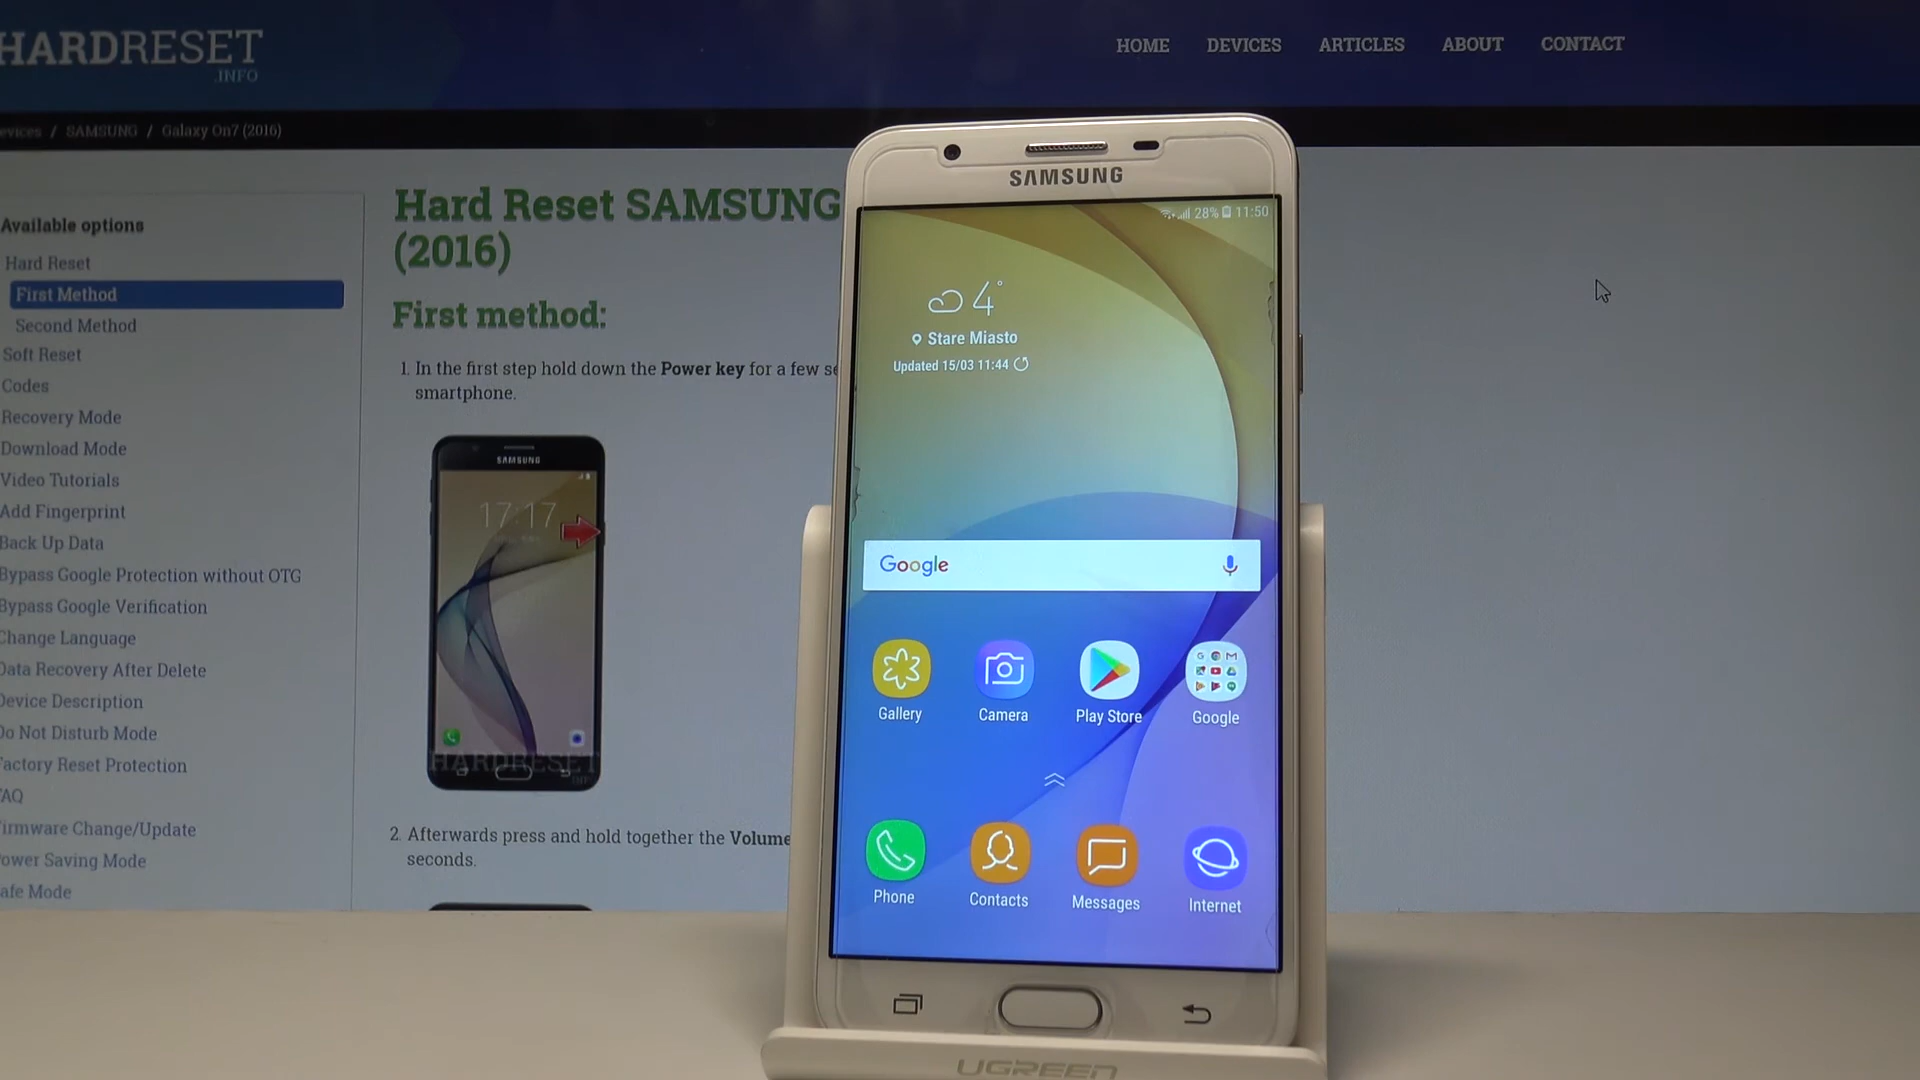 HARDRESET
.INFO
HOME DEVICES ARTICLES ABOUT CONTACT
evices / SAMSUNG / Galaxy On7 (2016)
Available options
Hard Reset
First Method
Second Method
Soft Reset
Codes
Recovery Mode
Download Mode
Video Tutorials
Add Fingerprint
Back Up Data
Bypass Google Protection without OTG
Bypass Google Verification
Change Language
Data Recovery After Delete
Device Description
Do Not Disturb Mode
Factory Reset Protection
FAQ
Firmware Change/Update
Power Saving Mode
afe Mode
Hard Reset SAMSUNG
(2016)
First method:
1. In the first step hold down the Power key for a few se
smartphone.
SAMSUNG
17:17
HARDRESET
2. Afterwards press and hold together the Volume
seconds.
SAMSUNG
28% 11:50
4°
Stare Miasto
Updated 15/03 11:44
Google
Gallery Camera Play Store Google
Phone Contacts Messages Internet
UGREEN